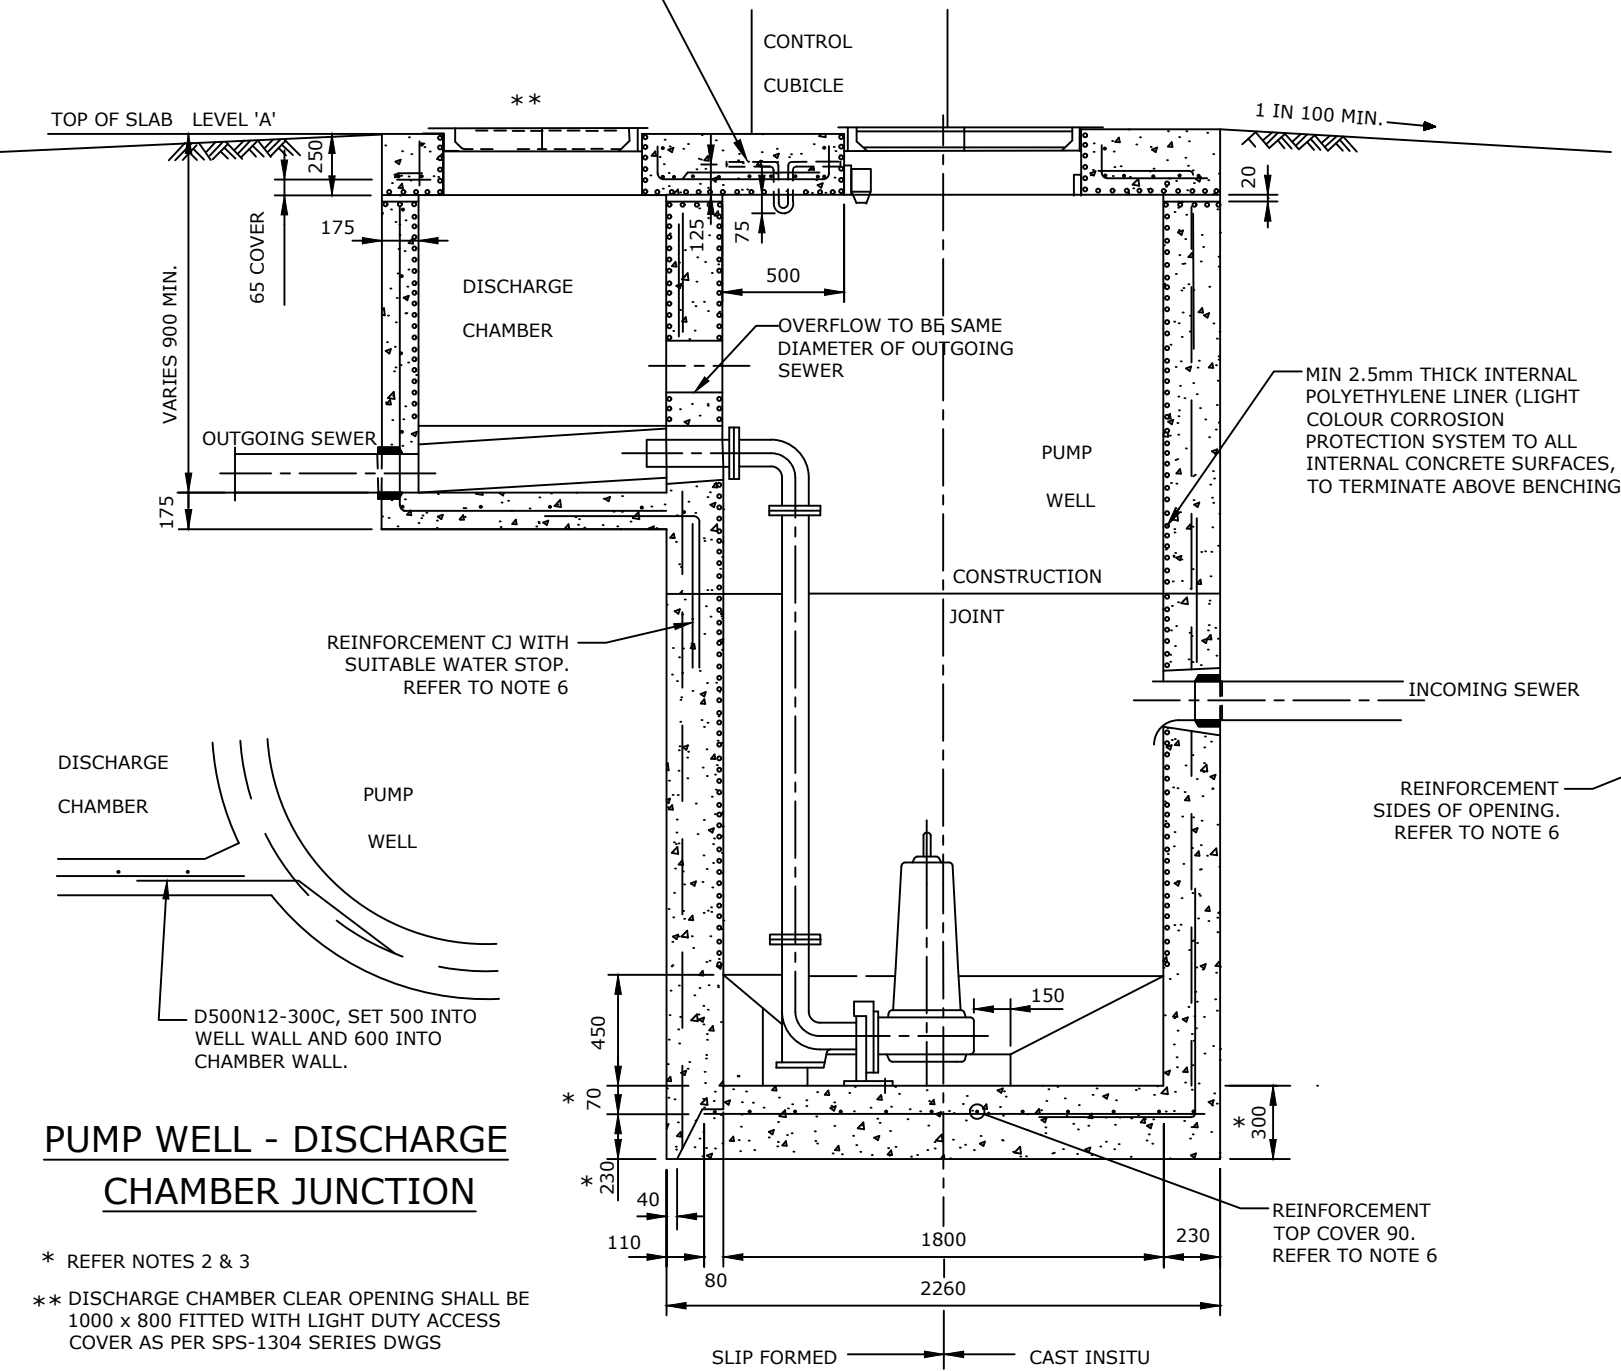 CONTROL
CUBICLE
**
TOP OF SLAB LEVEL 'A'
1 IN 100 MIN.
250
20
65 COVER
175
125
75
500
VARIES 900 MIN.
DISCHARGE
CHAMBER
OVERFLOW TO BE SAME
DIAMETER OF OUTGOING
SEWER
MIN 2.5mm THICK INTERNAL
POLYETHYLENE LINER (LIGHT
COLOUR CORROSION
PROTECTION SYSTEM TO ALL
INTERNAL CONCRETE SURFACES,
TO TERMINATE ABOVE BENCHING
OUTGOING SEWER
PUMP
WELL
175
CONSTRUCTION
JOINT
REINFORCEMENT CJ WITH
SUITABLE WATER STOP.
REFER TO NOTE 6
INCOMING SEWER
DISCHARGE
CHAMBER
PUMP
WELL
REINFORCEMENT
SIDES OF OPENING.
REFER TO NOTE 6
D500N12-300C, SET 500 INTO
WELL WALL AND 600 INTO
CHAMBER WALL.
150
450
* 70
* 300
* 230
PUMP WELL - DISCHARGE
CHAMBER JUNCTION
40
110
80
1800
230
2260
REINFORCEMENT
TOP COVER 90.
REFER TO NOTE 6
* REFER NOTES 2 & 3
** DISCHARGE CHAMBER CLEAR OPENING SHALL BE
1000 x 800 FITTED WITH LIGHT DUTY ACCESS
COVER AS PER SPS-1304 SERIES DWGS
SLIP FORMED
CAST INSITU